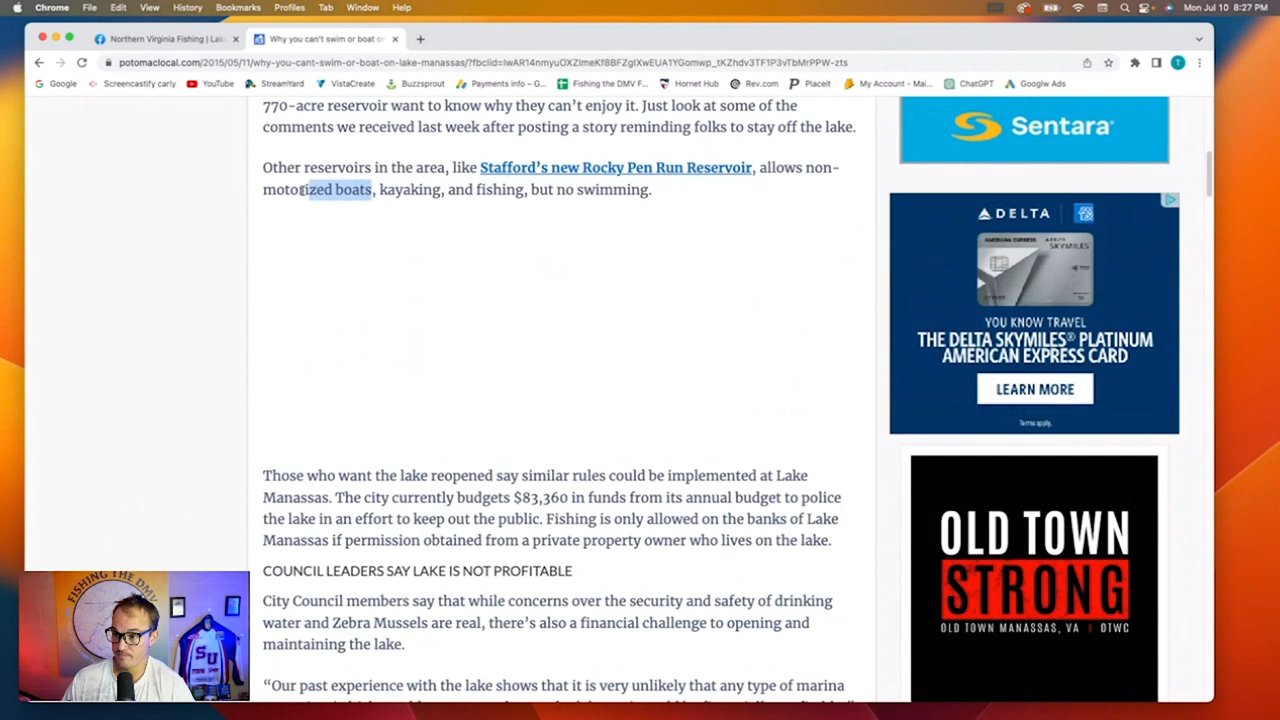 Chrome File Edit View History Bookmarks Profiles Tab Window Help Mon Jul 10 8:27 PM
Northern Virginia Fishing | Lak Why you can't swim or boat on
potomaclocal.com/2015/05/11/why-you-cant-swim-or-boat-on-lake-manassas/?fbclid=IwAR14nmyuOXZImeKf8BFZglXwEUA1YGomwp_tKZhdv3TF1P3vTbMrPPW-zts
Google Screencastify carly YouTube StreamYard VistaCreate Buzzsprout Payments info – G... Fishing the DMV F... Hornet Hub Rev.com Placeit My Account - Mai... ChatGPT Googlw Ads
770-acre reservoir want to know why they can't enjoy it. Just look at some of the
comments we received last week after posting a story reminding folks to stay off the lake.
Other reservoirs in the area, like Stafford's new Rocky Pen Run Reservoir, allows non-
motogized boats, kayaking, and fishing, but no swimming.
Those who want the lake reopened say similar rules could be implemented at Lake
Manassas. The city currently budgets $83,360 in funds from its annual budget to police
the lake in an effort to keep out the public. Fishing is only allowed on the banks of Lake
Manassas if permission obtained from a private property owner who lives on the lake.
COUNCIL LEADERS SAY LAKE IS NOT PROFITABLE
City Council members say that while concerns over the security and safety of drinking
water and Zebra Mussels are real, there's also a financial challenge to opening and
maintaining the lake.
“Our past experience with the lake shows that it is very unlikely that any type of marina
Sentara
DELTA
AMERICAN EXPRESS
DELTA
SKYMILES
YOU KNOW TRAVEL
THE DELTA SKYMILES® PLATINUM
AMERICAN EXPRESS CARD
LEARN MORE
Terms apply.
OLD TOWN
STRONG
OLD TOWN MANASSAS, VA OTWC
FISHING THE DMV
SU